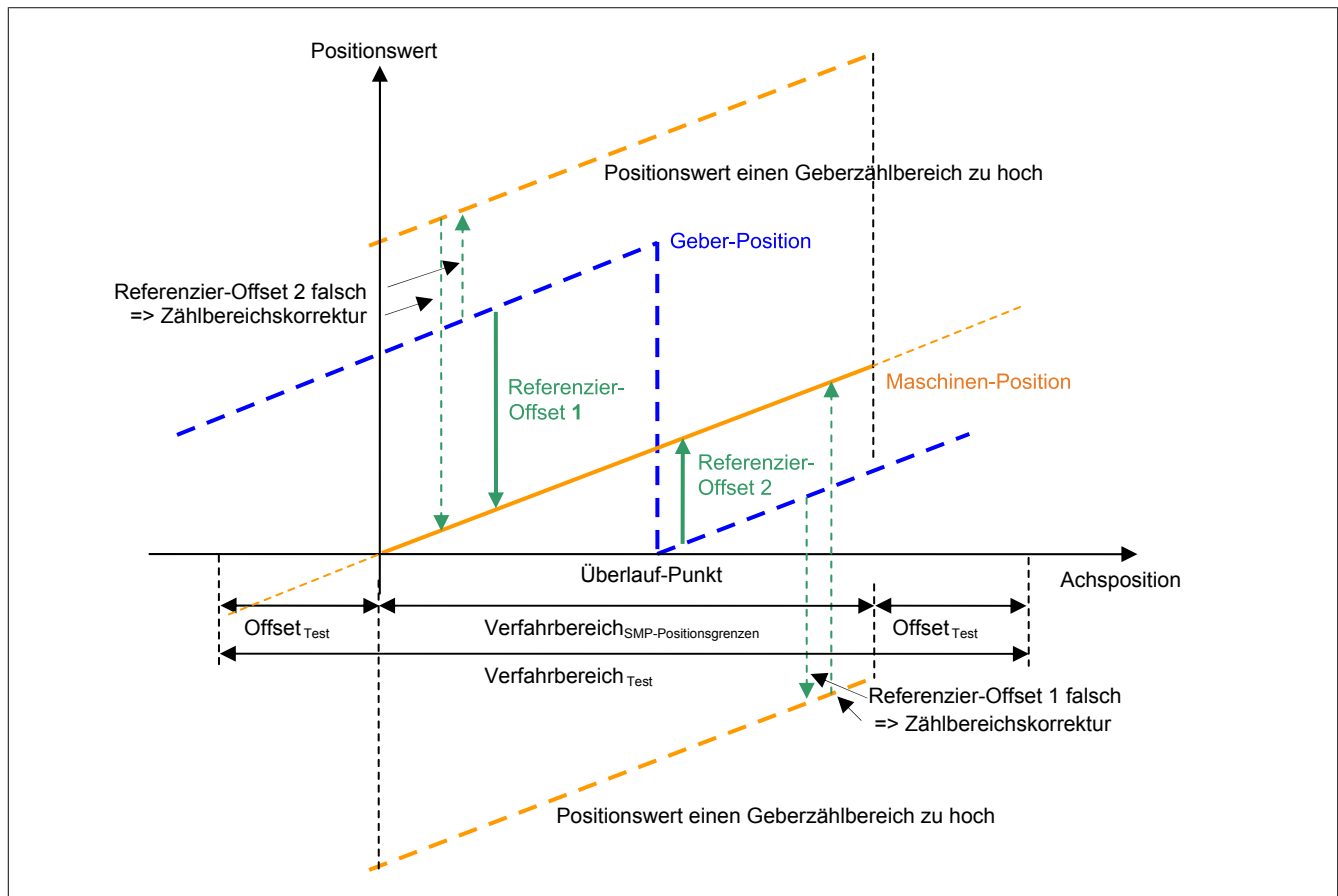 Positionswert
Positionswert einen Geberzählbereich zu hoch
Geber-Position
Referenzier-Offset 2 falsch
=> Zählbereichskorrektur
Referenzier-
Offset 1
Maschinen-Position
Referenzier-
Offset 2
Überlauf-Punkt
Achsposition
Offset Test
Verfahrbereich SMP-Positionsgrenzen
Offset Test
Verfahrbereich Test
Referenzier-Offset 1 falsch
=> Zählbereichskorrektur
Positionswert einen Geberzählbereich zu hoch